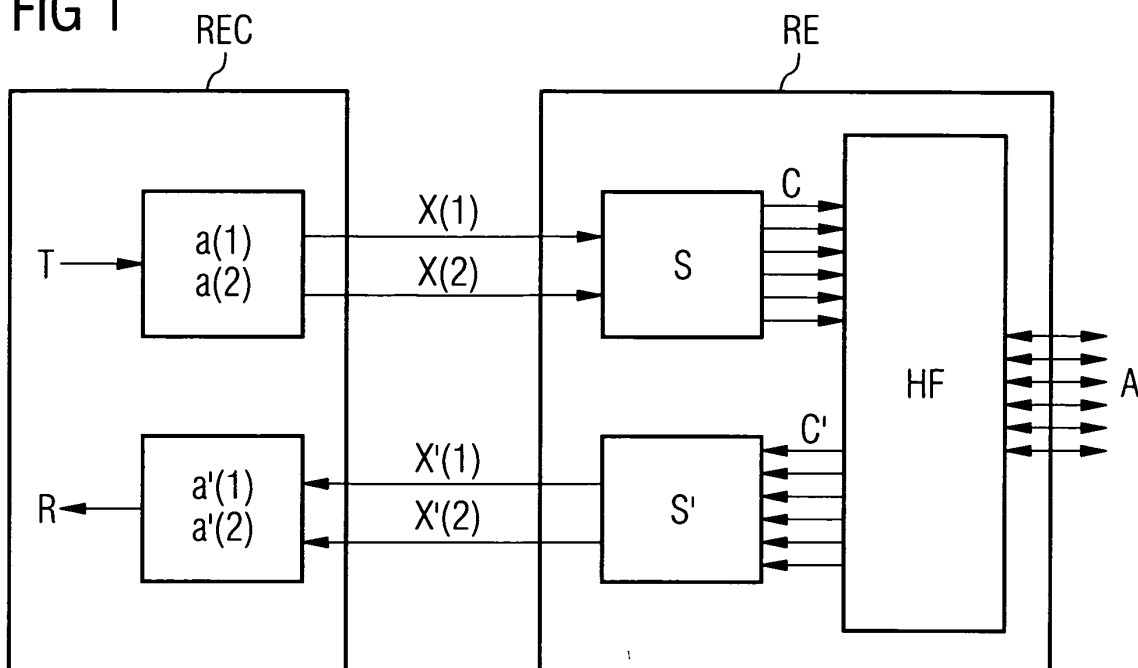 FIG 1
REC
RE
T
a(1)
a(2)
X(1)
X(2)
S
C
HF
A
R
a'(1)
a'(2)
X'(1)
X'(2)
S'
C'